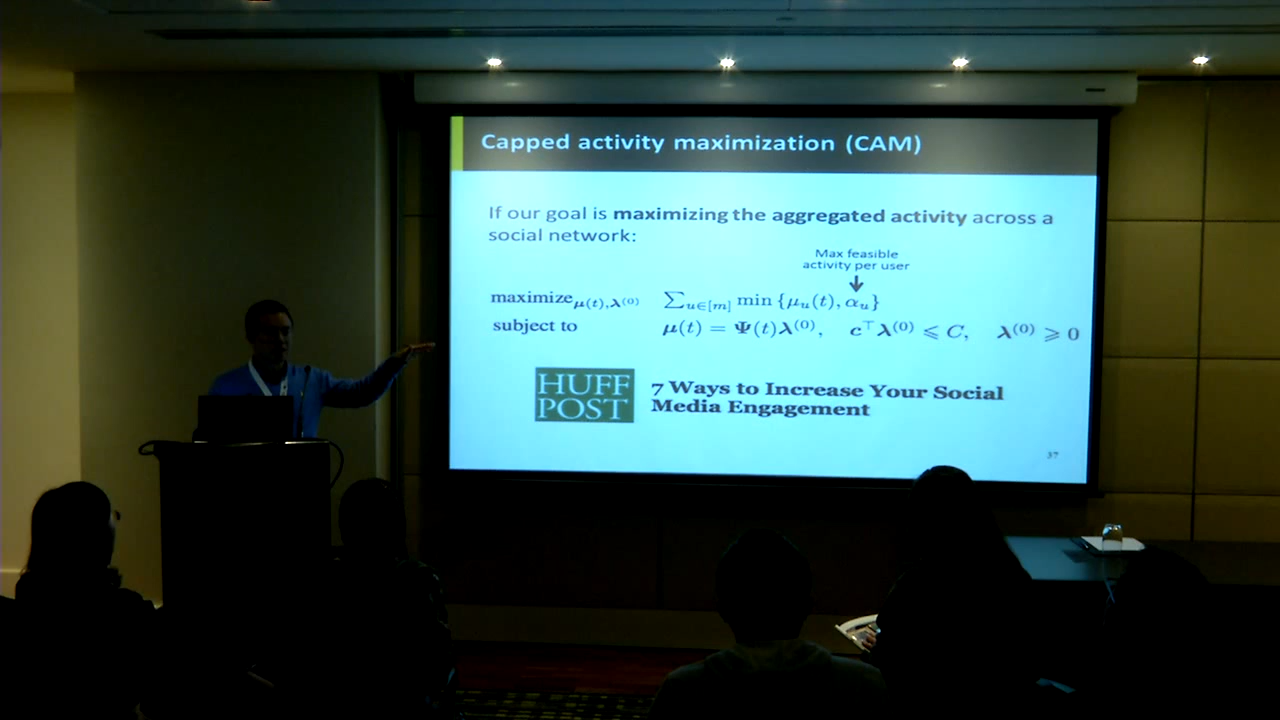 Capped activity maximization (CAM)
If our goal is maximizing the aggregated activity across a
social network:
Max feasible
activity per user
maximize_{μ(t),λ^{(0)}} ∑_{u∈[m]} min {μ_u(t), α_u}
subject to μ(t) = Ψ(t)λ^{(0)}, c^⊤λ^{(0)} ⩽ C, λ^{(0)} ⩾ 0
HUFF
POST
7 Ways to Increase Your Social
Media Engagement
37